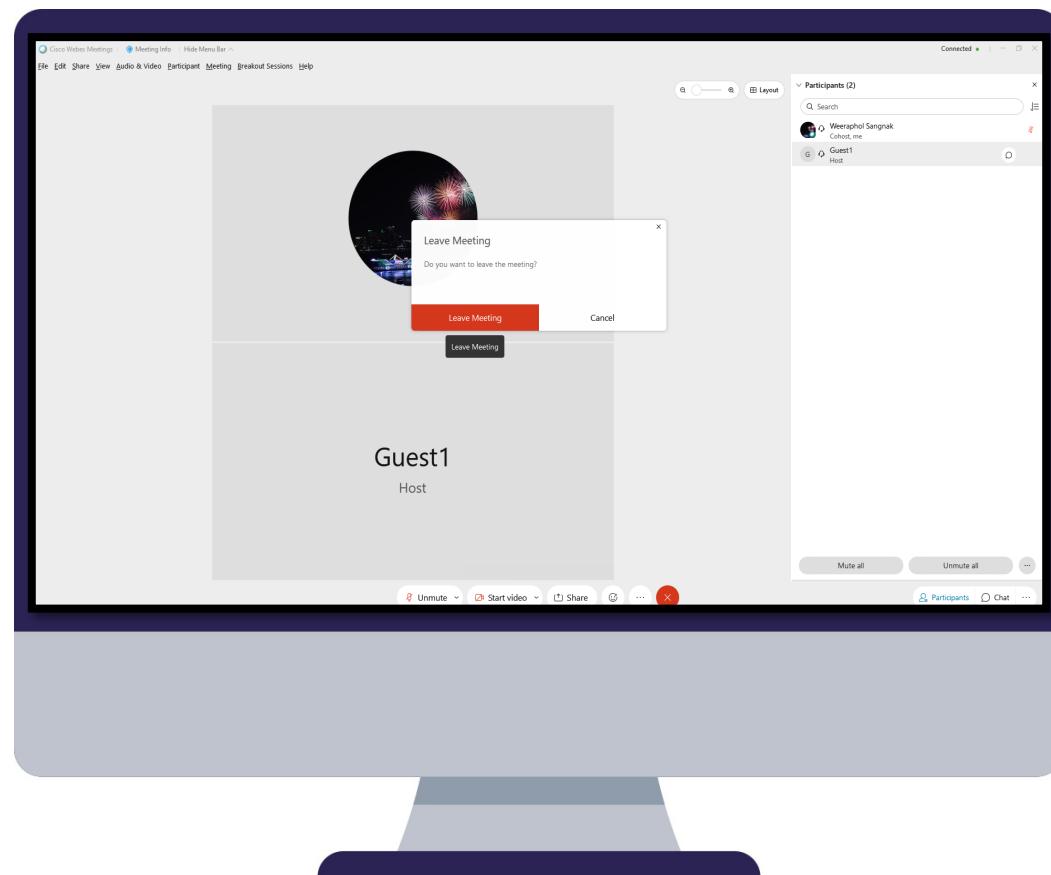 Cisco Webex Meetings Meeting Info Hide Menu Bar Connected
File Edit Share View Audio & Video Participant Meeting Breakout Sessions Help
Layout
Participants (2)
Search
Weeraphol Sangnak
Cohost, me
G Guest1
Host
Leave Meeting
Do you want to leave the meeting?
Leave Meeting Cancel
Leave Meeting
Guest1
Host
Mute all Unmute all
Unmute Start video Share
Participants Chat